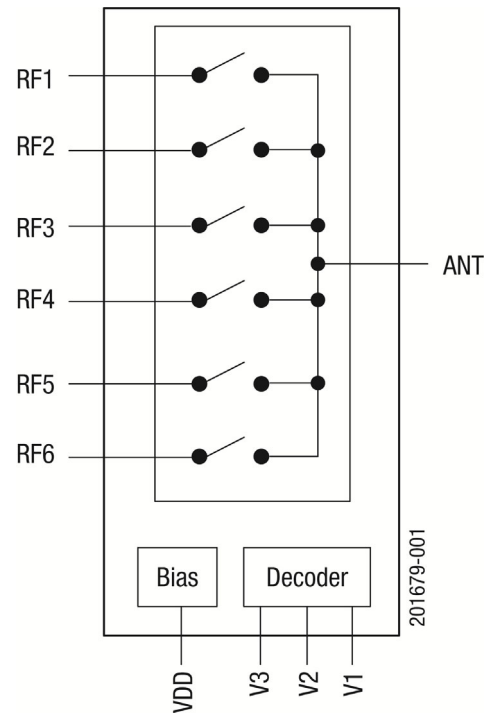 RF1
RF2
RF3
ANT
RF4
RF5
RF6
Bias
Decoder
201679-001
VDD
V3
V2
V1